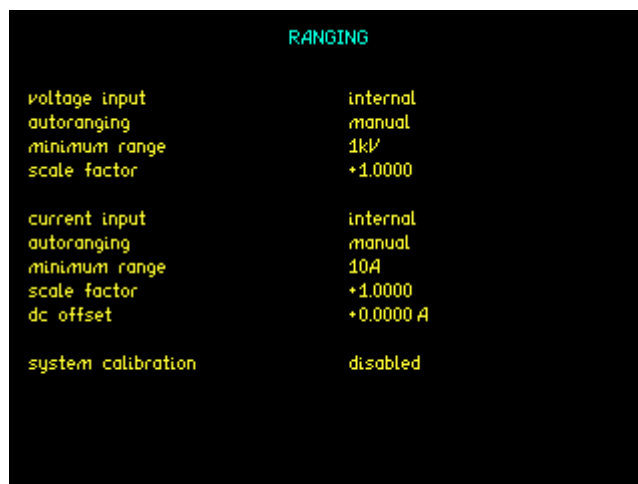 RANGING
voltage input internal
autoranging manual
minimum range 1kV
scale factor +1.0000
current input internal
autoranging manual
minimum range 10A
scale factor +1.0000
dc offset +0.0000 A
system calibration disabled